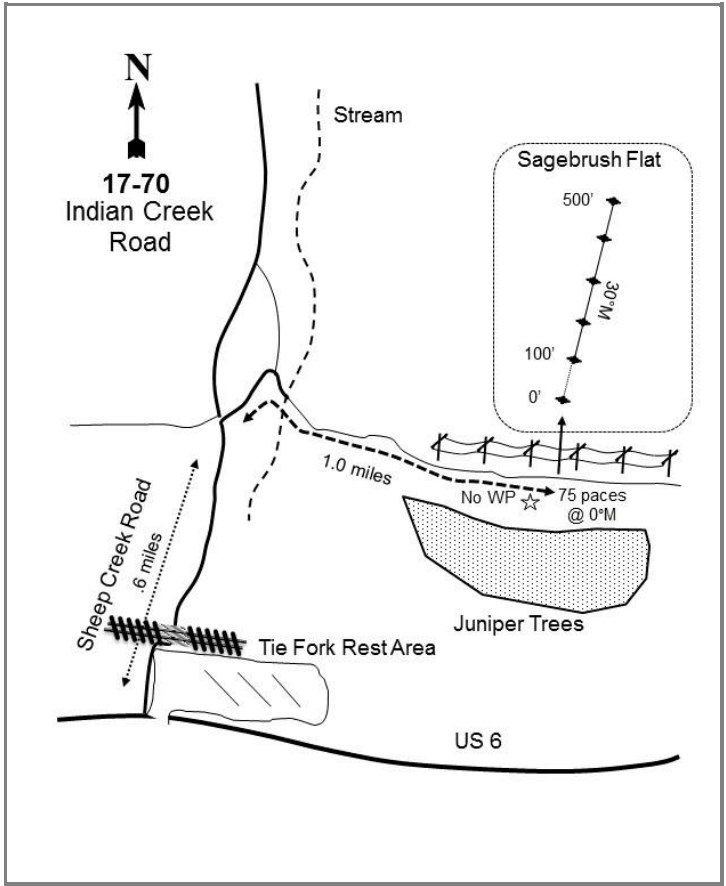 N
17-70
Indian Creek
Road
Stream
Sagebrush Flat
500'
30°M
100'
0'
1.0 miles
No WP
75 paces
@ 0°M
Sheep Creek Road
.6 miles
Juniper Trees
Tie Fork Rest Area
US 6